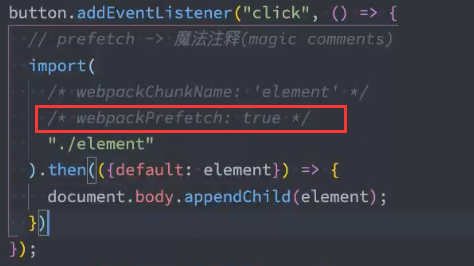 button.addEventListener("click", () => {
// prefetch -> 魔法注释(magic comments)
import(
/* webpackChunkName: 'element' */
/* webpackPrefetch: true */
"./element"
).then(({default: element}) => {
document.body.appendChild(element);
})
});